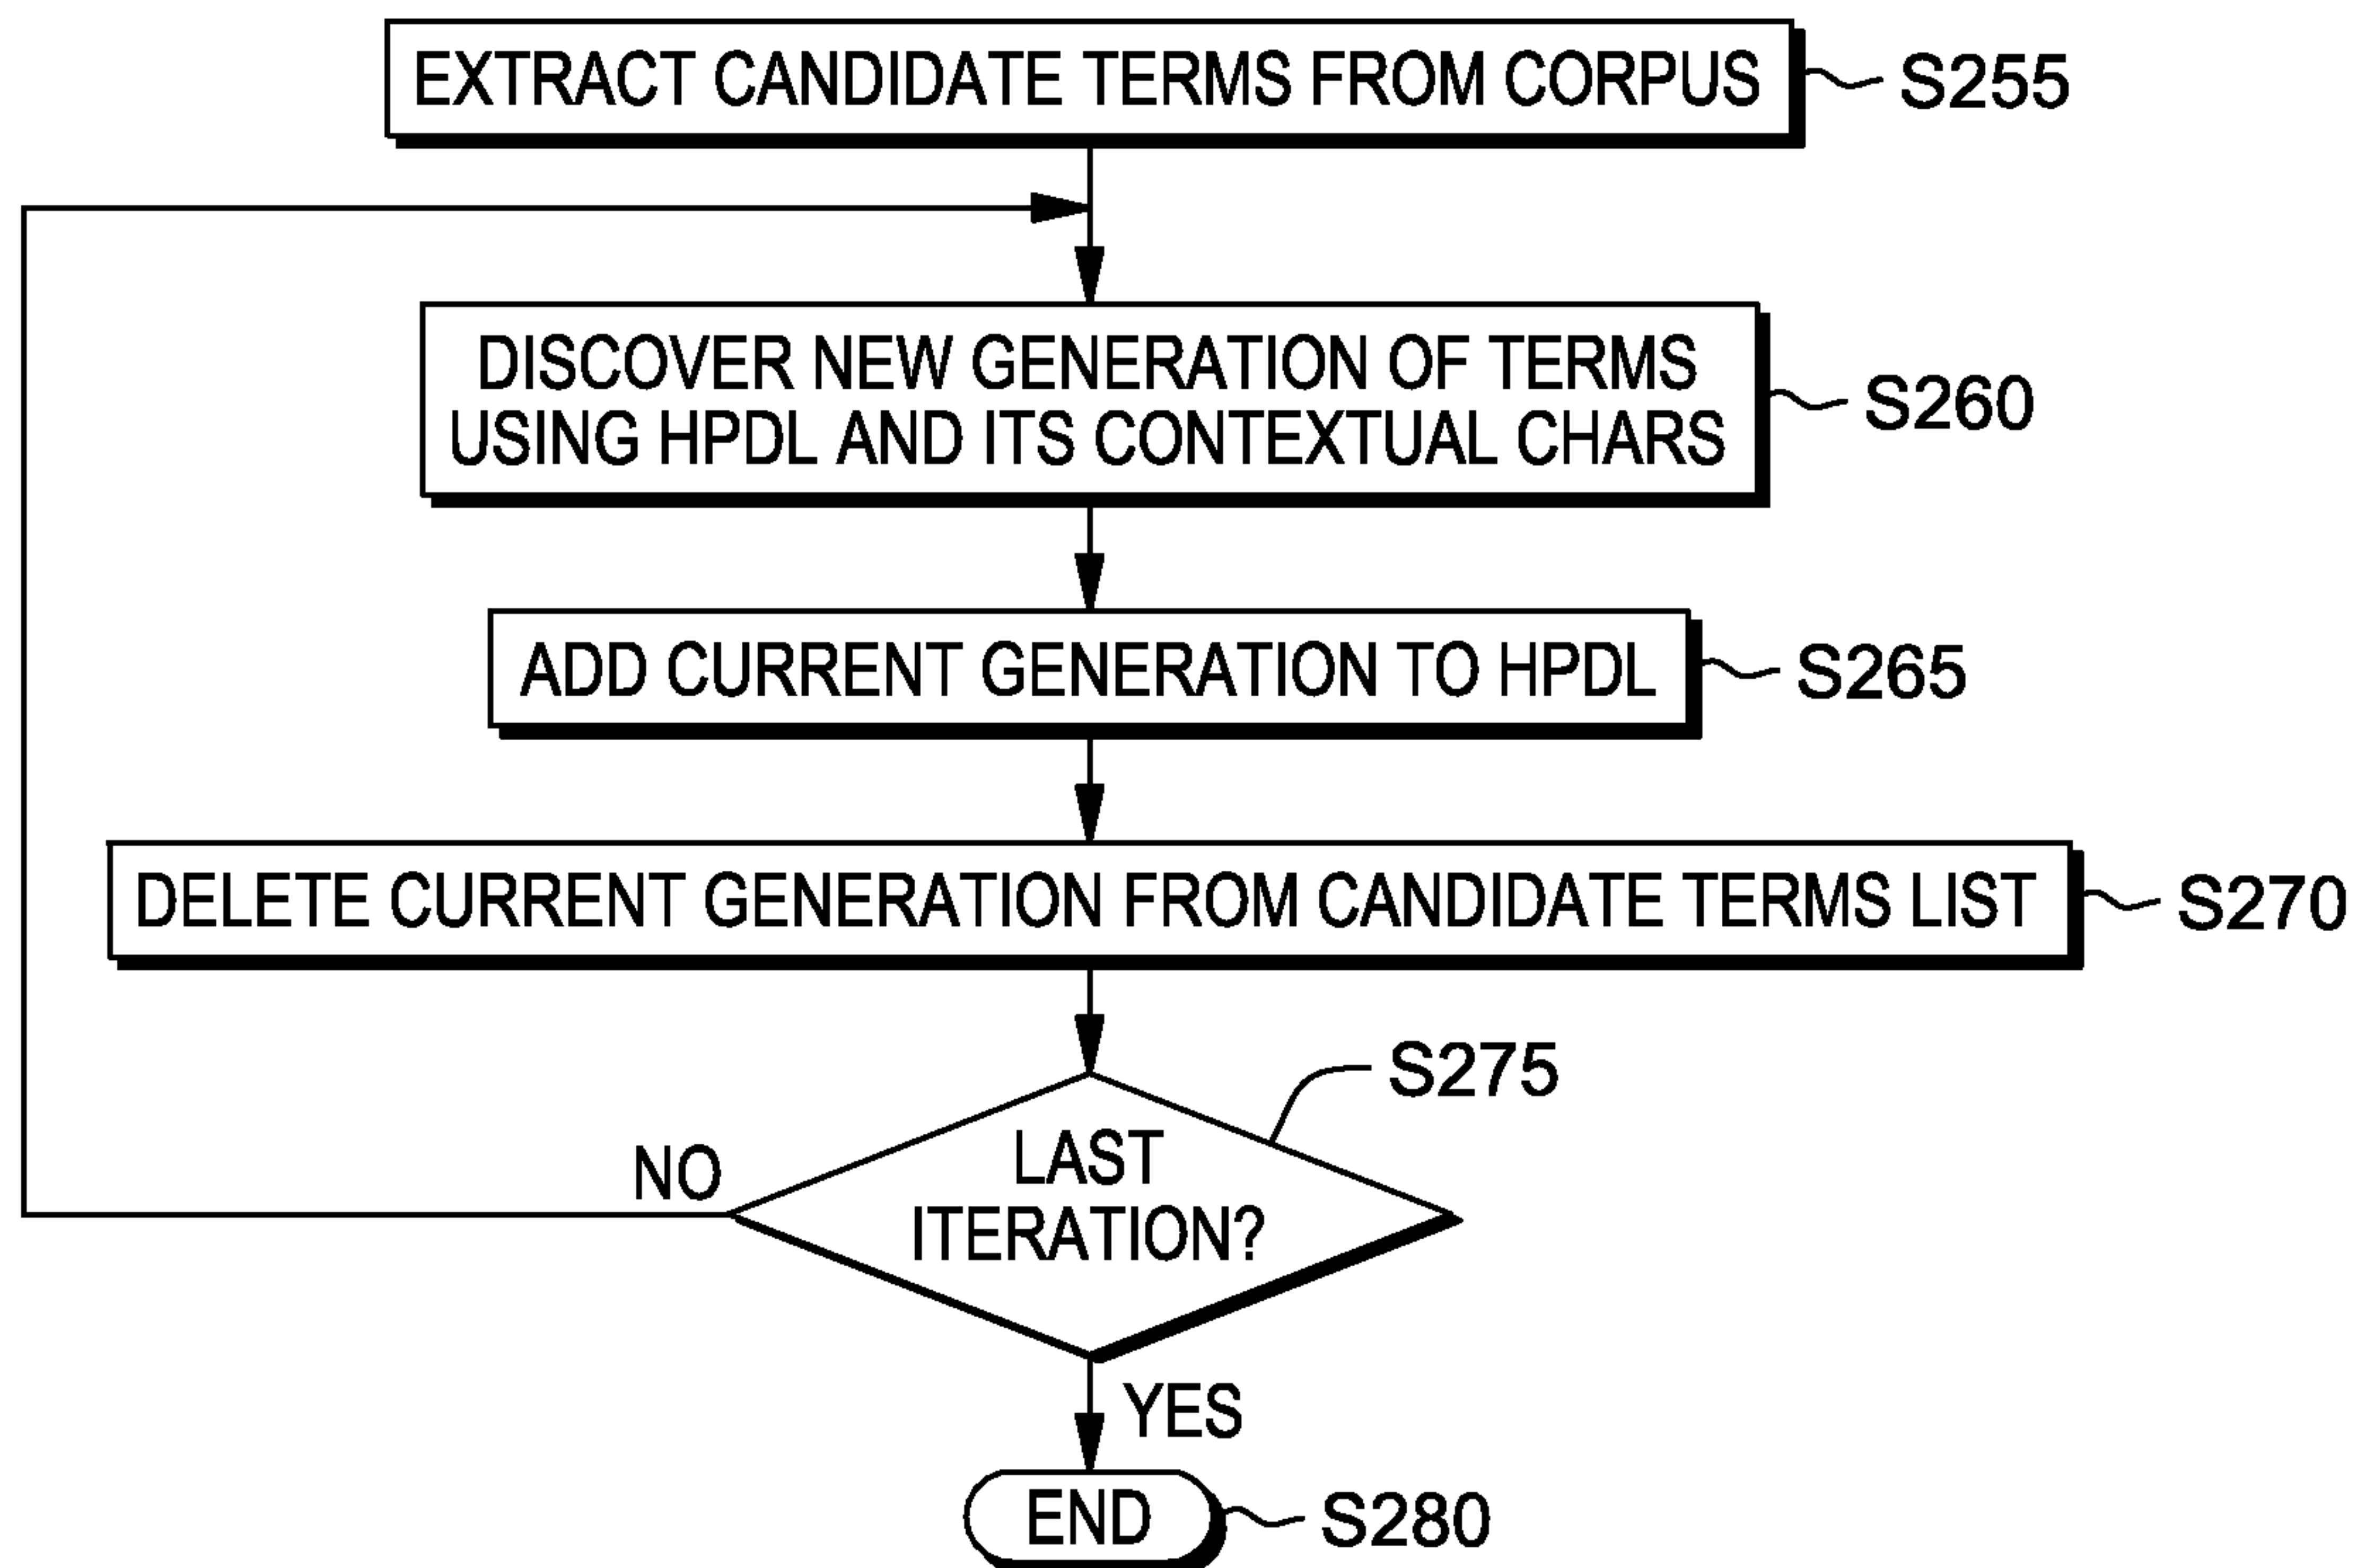 EXTRACT CANDIDATE TERMS FROM CORPUS
S255
DISCOVER NEW GENERATION OF TERMS
USING HPDL AND ITS CONTEXTUAL CHARS
S260
ADD CURRENT GENERATION TO HPDL
S265
DELETE CURRENT GENERATION FROM CANDIDATE TERMS LIST
S270
S275
LAST
ITERATION?
NO
YES
END
S280